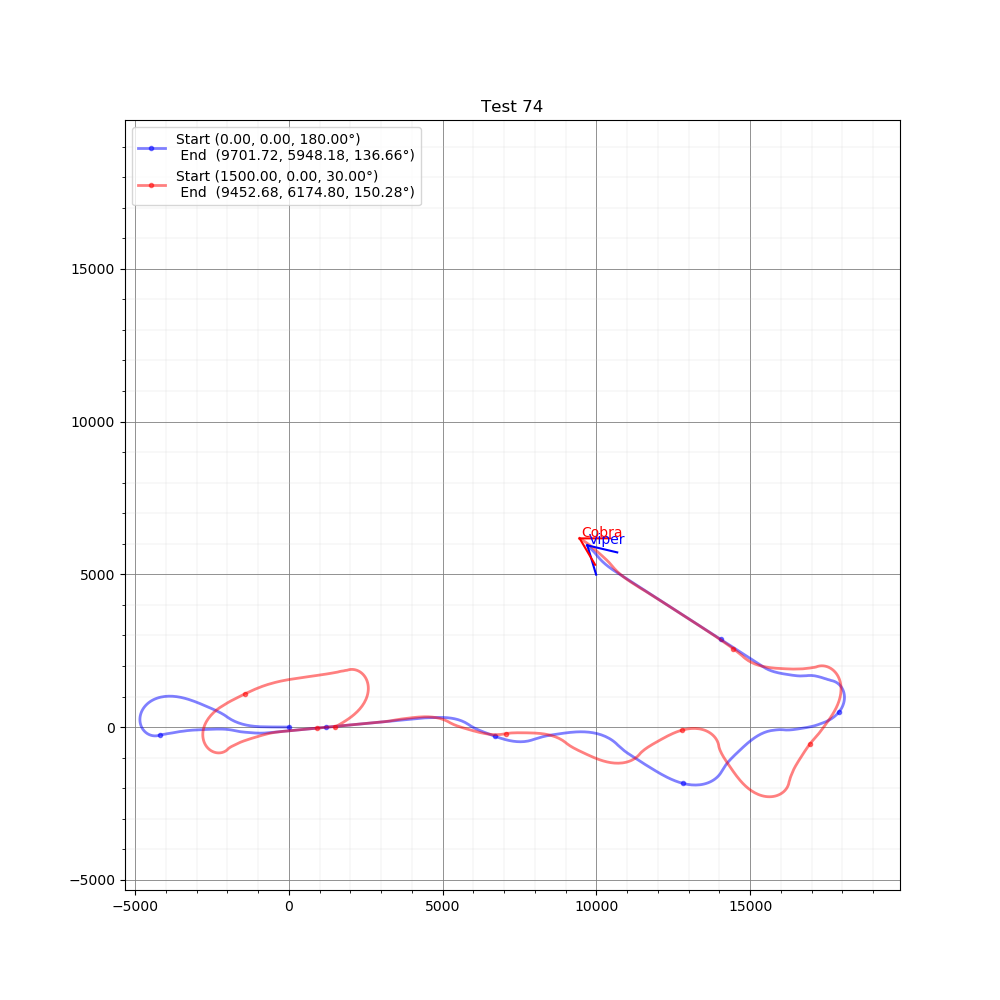 Test 74
Start (0.00, 0.00, 180.00°)
End (9701.72, 5948.18, 136.66°)
Start (1500.00, 0.00, 30.00°)
End (9452.68, 6174.80, 150.28°)
15000
10000
Cobra
Viper
5000
0
−5000
−5000
0
5000
10000
15000